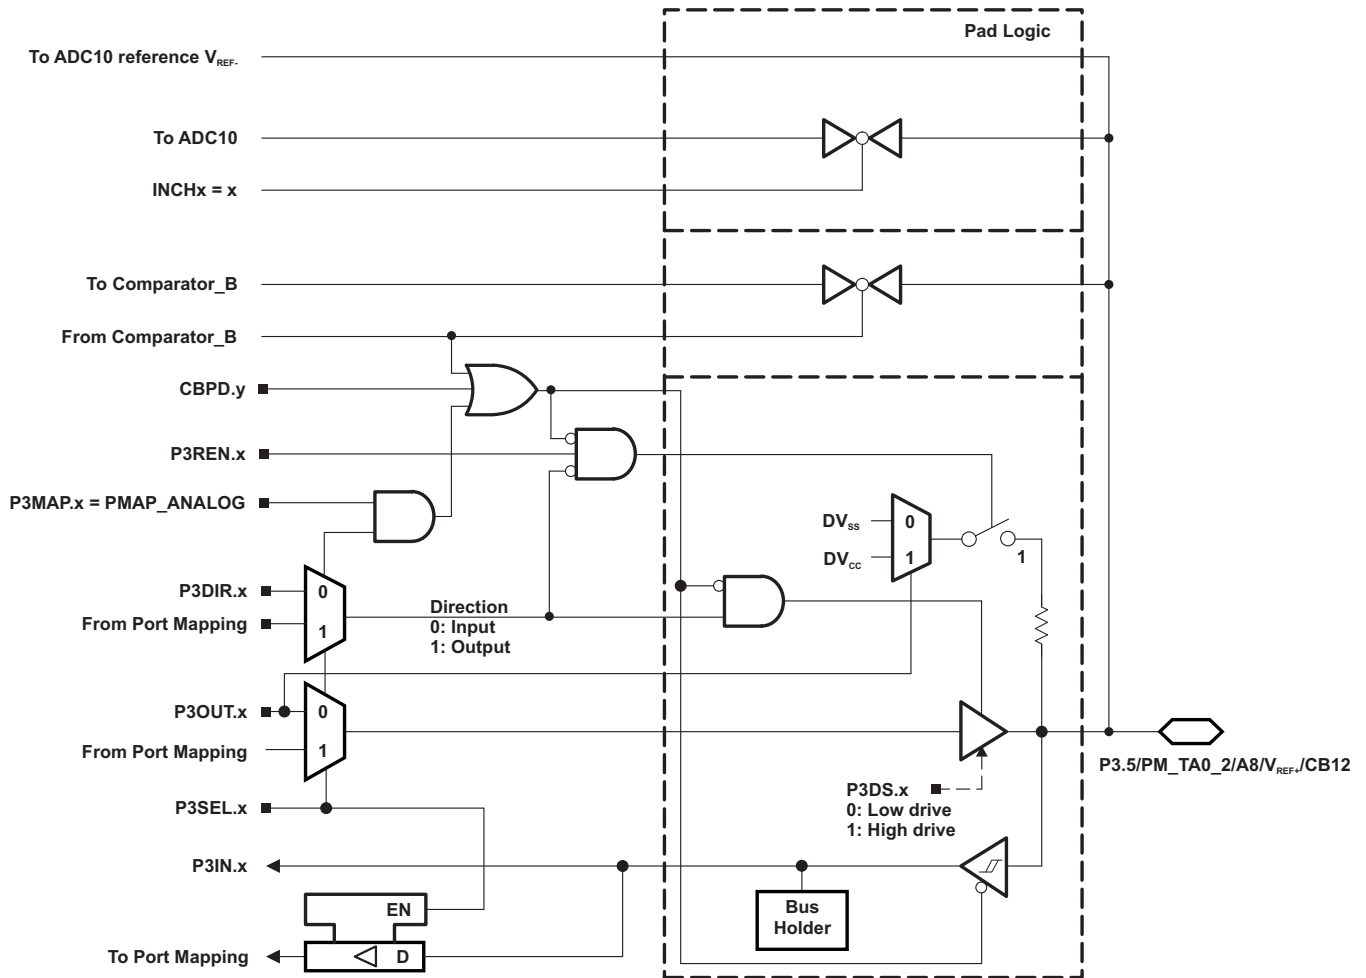 Pad Logic
To ADC10 reference VREF-
To ADC10
INCHx = x
To Comparator_B
From Comparator_B
CBPD.y
P3REN.x
P3MAP.x = PMAP_ANALOG
DVSS
0
DVCC
1
1
P3DIR.x
0
From Port Mapping
1
Direction
0: Input
1: Output
P3OUT.x
0
From Port Mapping
1
P3.5/PM_TA0_2/A8/VREF+/CB12
P3DS.x
0: Low drive
1: High drive
P3SEL.x
P3IN.x
EN
Bus
Holder
To Port Mapping
D